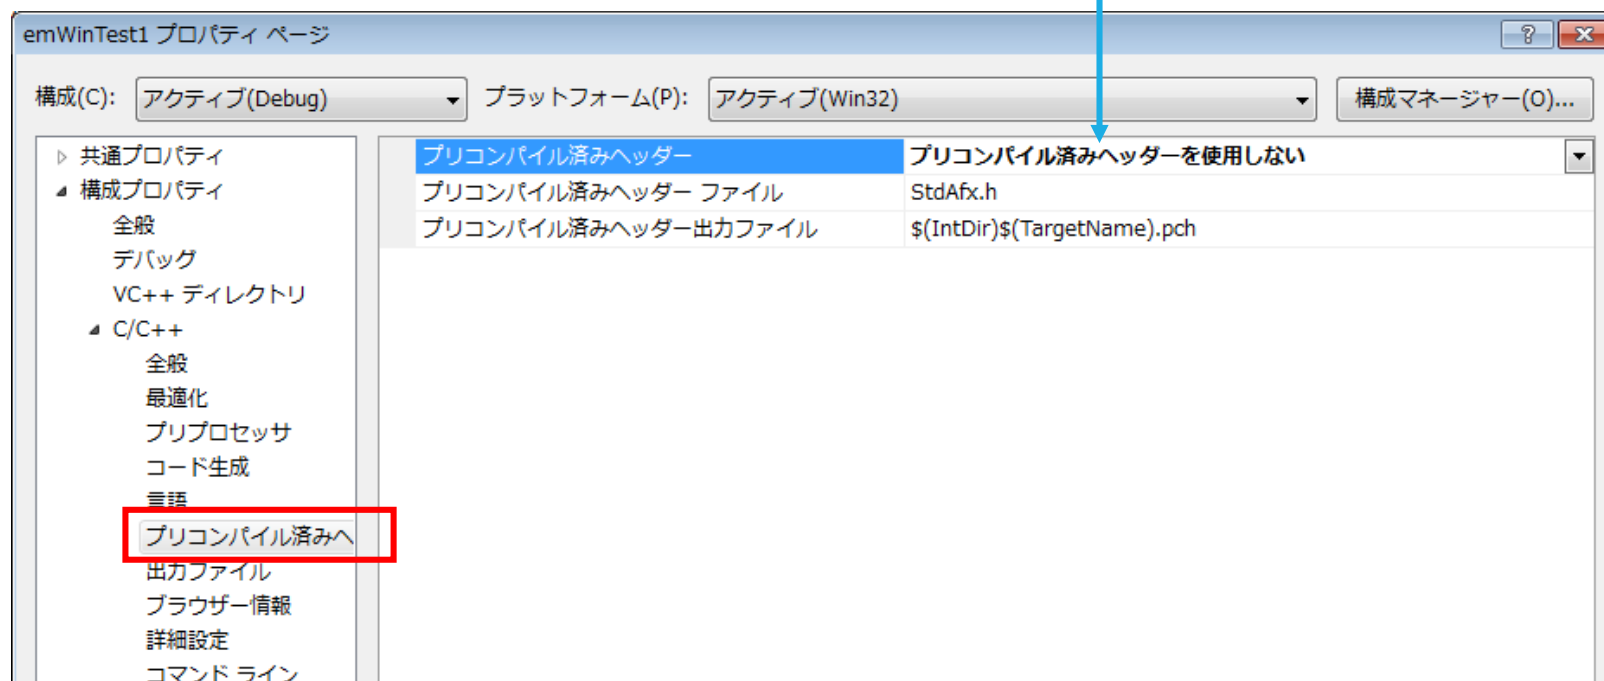 emWinTest1 プロパティ ページ
構成(C): アクティブ(Debug) プラットフォーム(P): アクティブ(Win32) 構成マネージャー(O)...
共通プロパティ
構成プロパティ
全般
デバッグ
VC++ ディレクトリ
C/C++
全般
最適化
プリプロセッサ
コード生成
言語
プリコンパイル済みヘ
出力ファイル
ブラウザー情報
詳細設定
コマンド ライン
プリコンパイル済みヘッダー プリコンパイル済みヘッダーを使用しない
プリコンパイル済みヘッダー ファイル StdAfx.h
プリコンパイル済みヘッダー出力ファイル $(IntDir)$(TargetName).pch